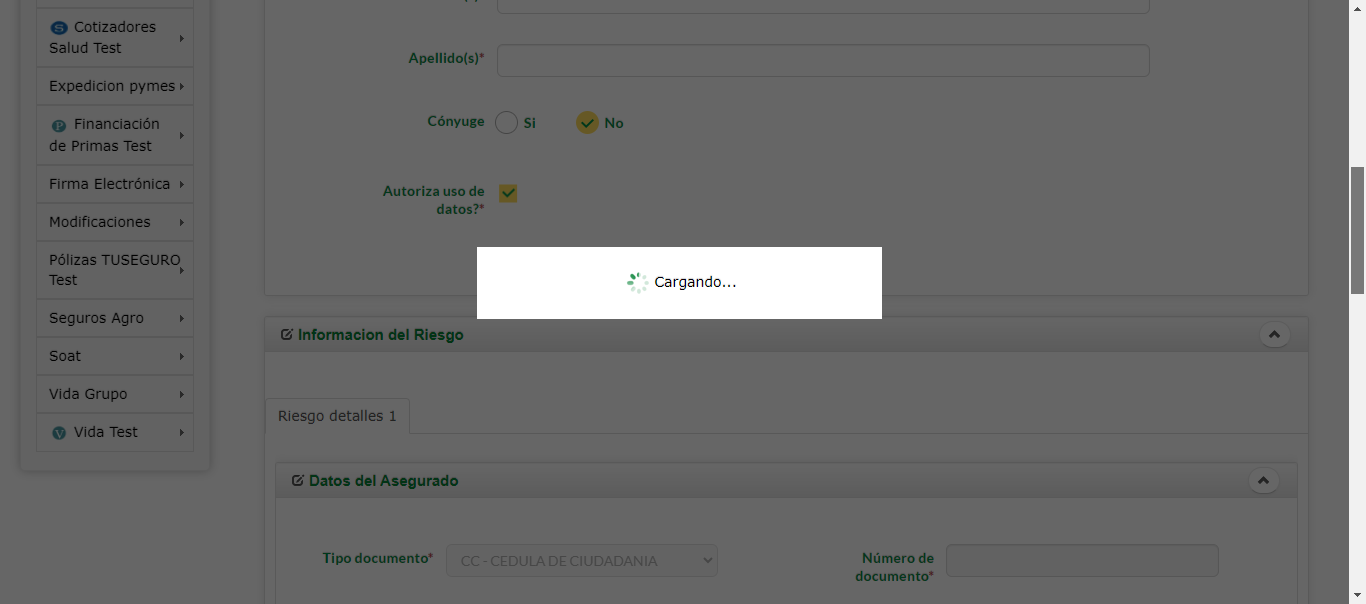 Cotizadores
Salud Test
Expedicion pymes
Financiación
de Primas Test
Firma Electrónica
Modificaciones
Pólizas TUSEGURO
Test
Seguros Agro
Soat
Vida Grupo
Vida Test
Apellido(s)*
Cónyuge
Si
No
Autoriza uso de
datos?*
Cargando...
Informacion del Riesgo
Riesgo detalles 1
Datos del Asegurado
Tipo documento*
CC - CEDULA DE CIUDADANIA
Número de
documento*